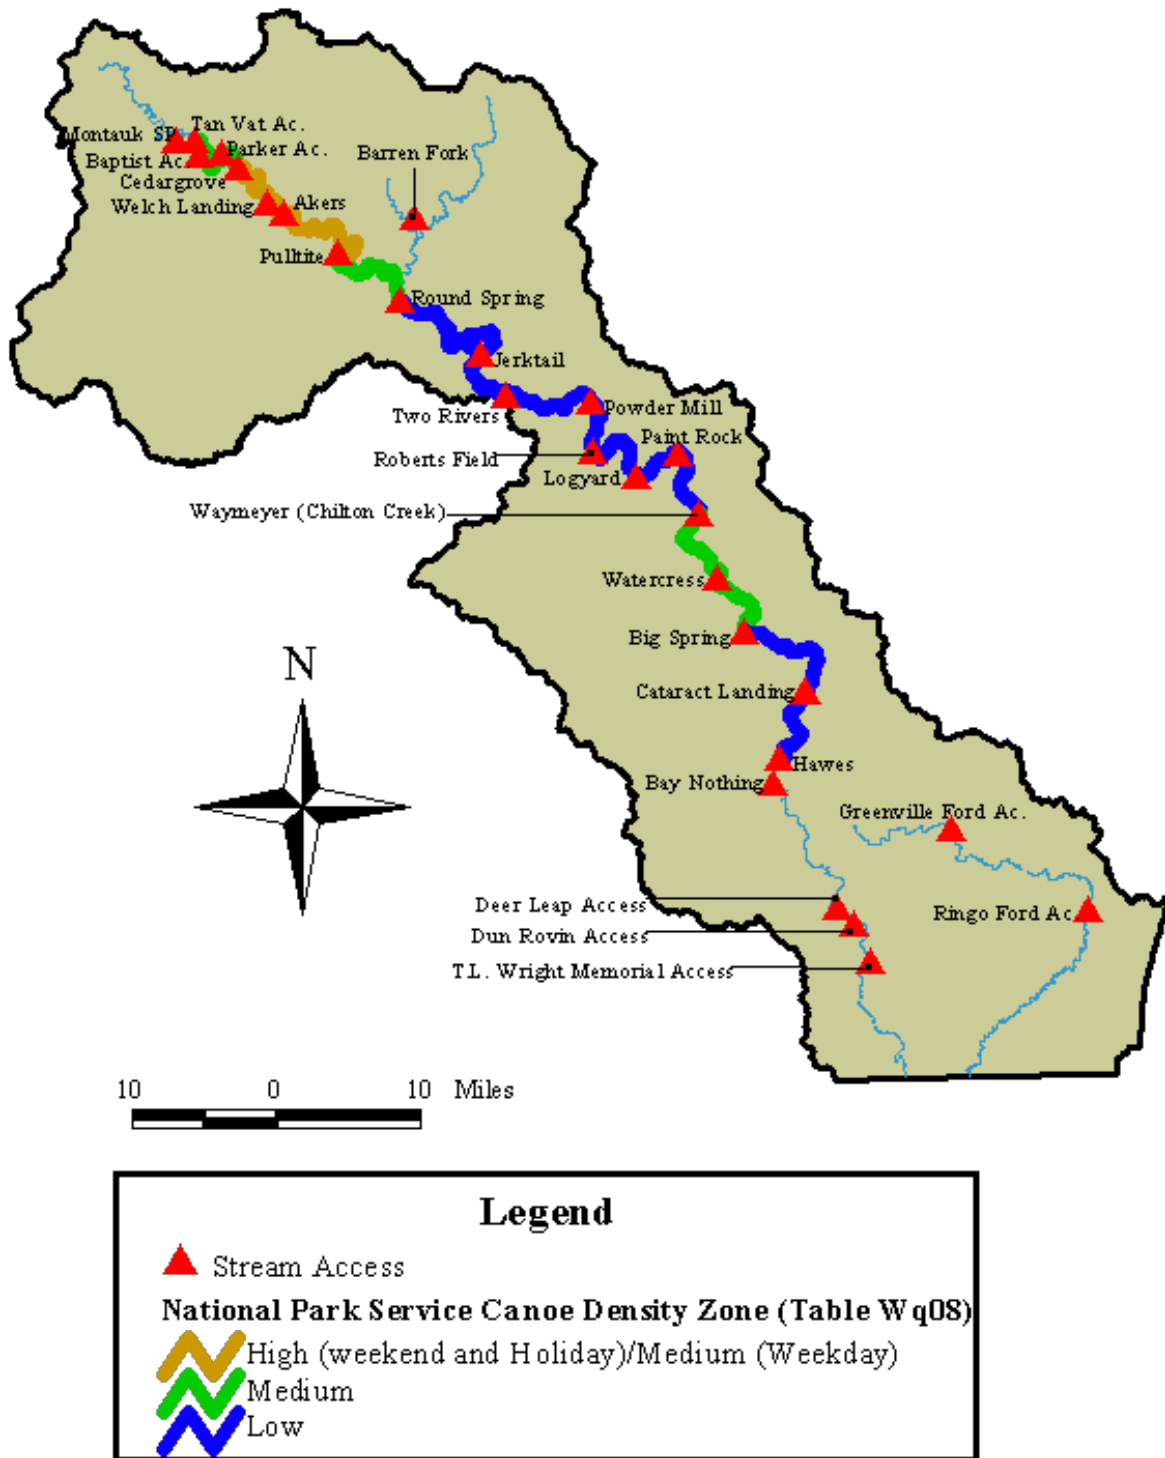 Tan Vat Ac.
Montauk SP
Parker Ac.
Baptist Ac.
Barren Fork
Cedargrove
Akers
Welch Landing
Pulltite
Round Spring
Jerktail
Two Rivers
Powder Mill
Paint Rock
Roberts Field
Logyard
Waymeyer (Chilton Creek)
Watercress
Big Spring
N
Cataract Landing
Hawes
Bay Nothing
Greenville Ford Ac.
Deer Leap Access
Ringo Ford Ac
Dun Rovin Access
T.L. Wright Memorial Access
10 0 10 Miles
Legend
Stream Access
National Park Service Canoe Density Zone (Table Wq08)
High (weekend and Holiday)/Medium (Weekday)
Medium
Low